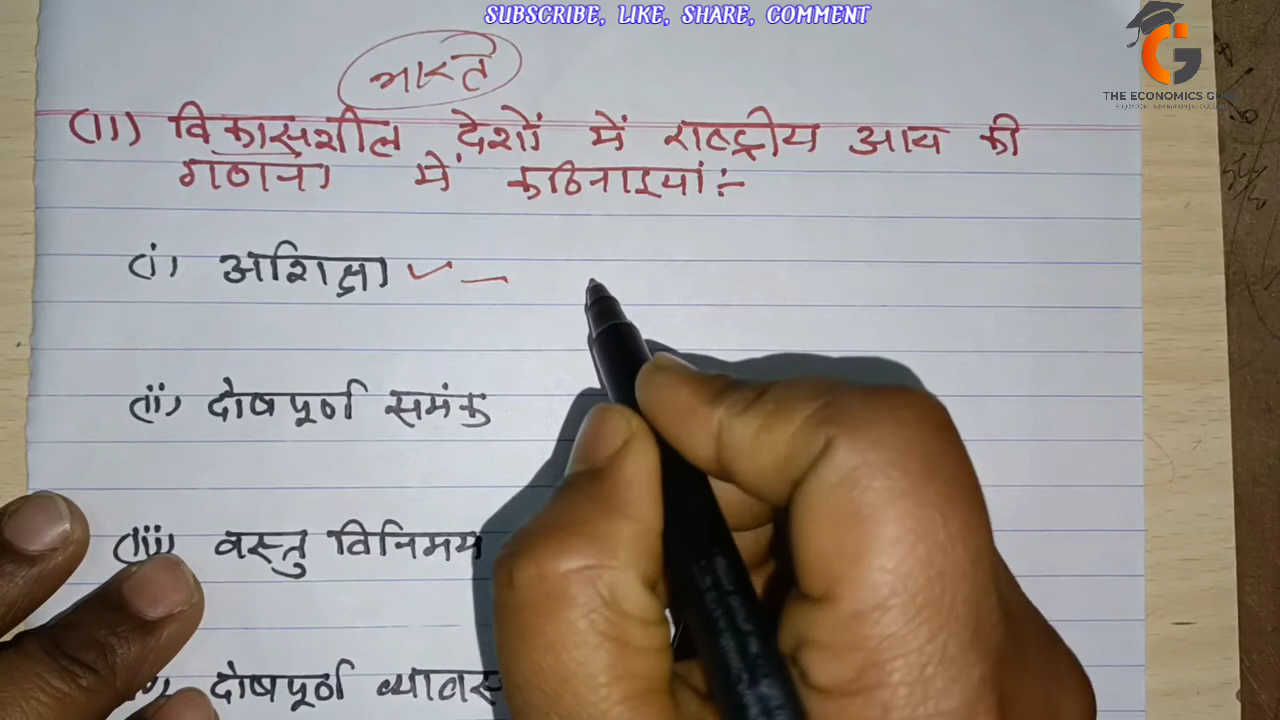 SUBSCRIBE, LIKE, SHARE, COMMENT
THE ECONOMICS
भारत
(11) विकासशील देशों में राष्ट्रीय आय की
गणना में कठिनाइयां:-
(i) अशिक्षा
(ii) दोषपूर्ण समंक
(iii) वस्तु विनिमय
दोषपूर्ण